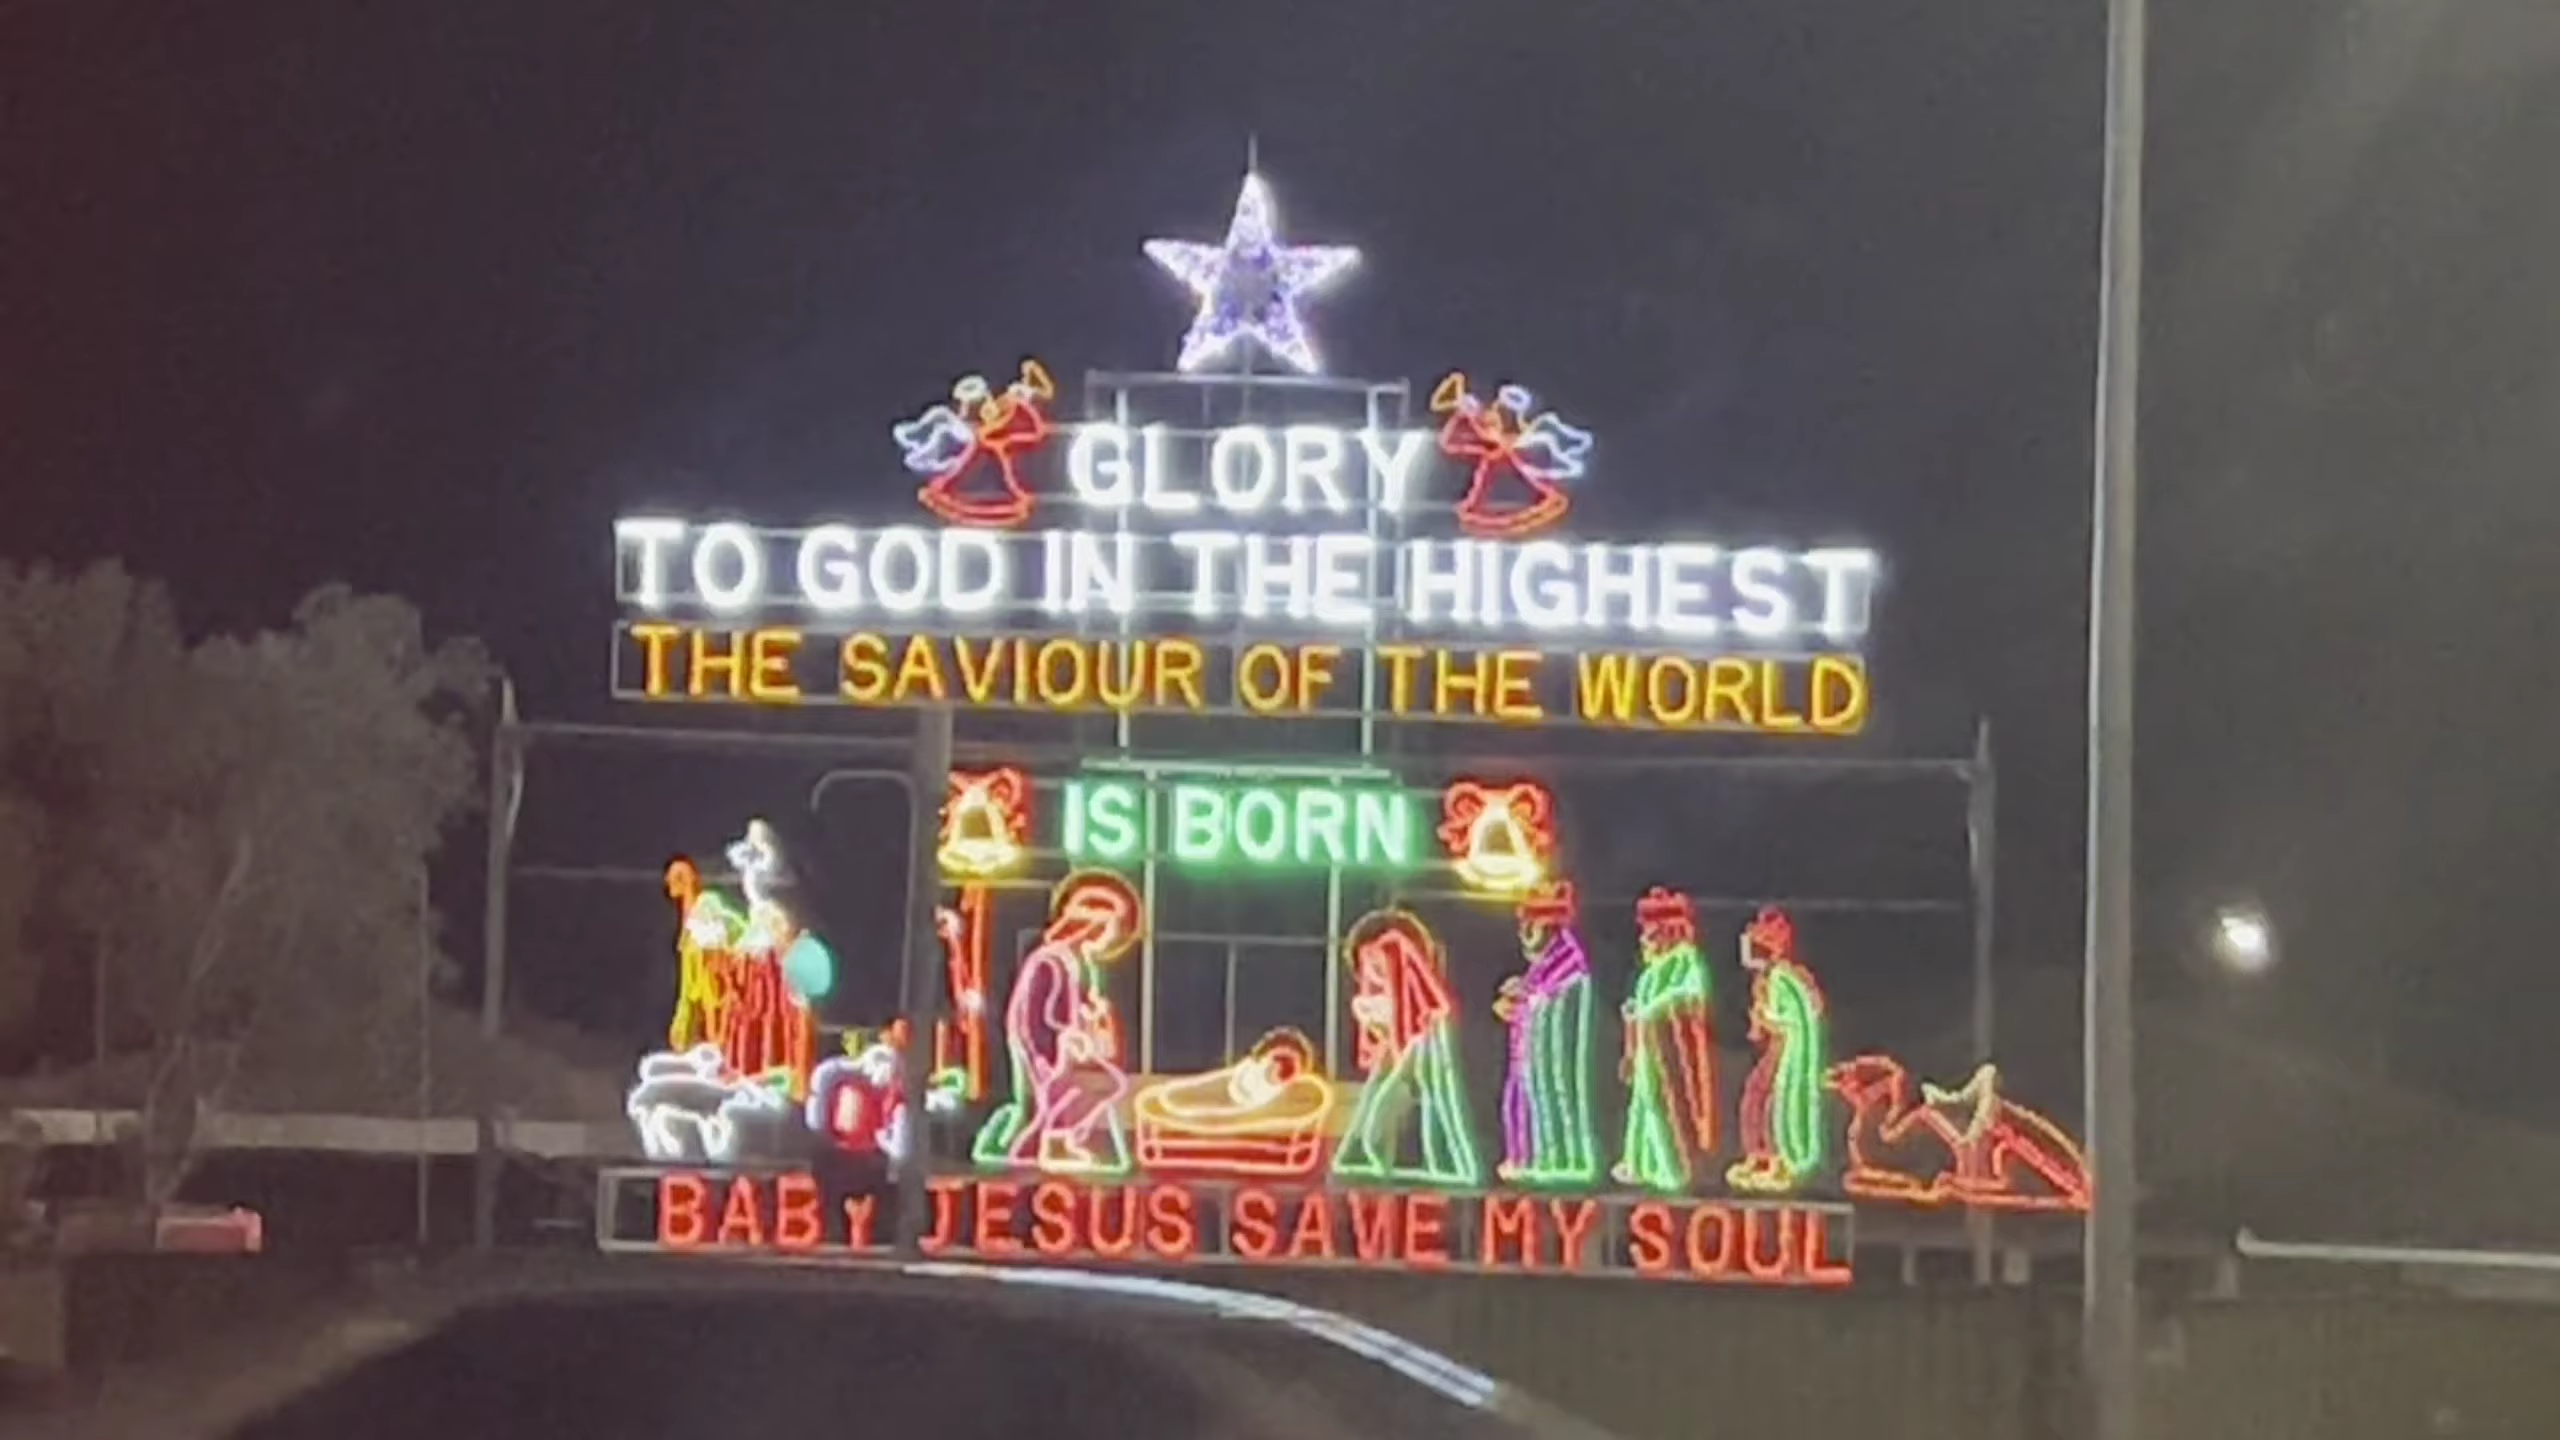 GLORY
TO GOD IN THE HIGHEST
THE SAVIOUR OF THE WORLD
IS BORN
BABY JESUS SAVE MY SOUL